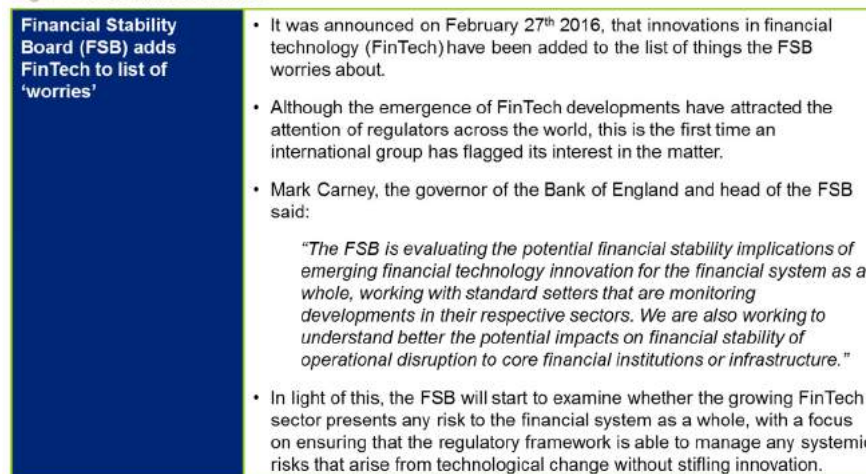 Financial Stability
Board (FSB) adds
FinTech to list of
‘worries’
• It was announced on February 27th 2016, that innovations in financial
technology (FinTech) have been added to the list of things the FSB
worries about.
• Although the emergence of FinTech developments have attracted the
attention of regulators across the world, this is the first time an
international group has flagged its interest in the matter.
• Mark Carney, the governor of the Bank of England and head of the FSB
said:
“The FSB is evaluating the potential financial stability implications of
emerging financial technology innovation for the financial system as a
whole, working with standard setters that are monitoring
developments in their respective sectors. We are also working to
understand better the potential impacts on financial stability of
operational disruption to core financial institutions or infrastructure.”
• In light of this, the FSB will start to examine whether the growing FinTech
sector presents any risk to the financial system as a whole, with a focus
on ensuring that the regulatory framework is able to manage any systemic
risks that arise from technological change without stifling innovation.